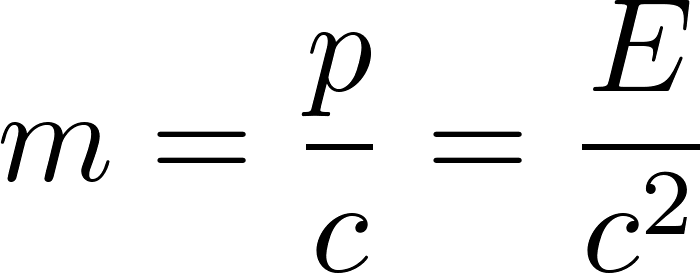 m = p/c = E/c²